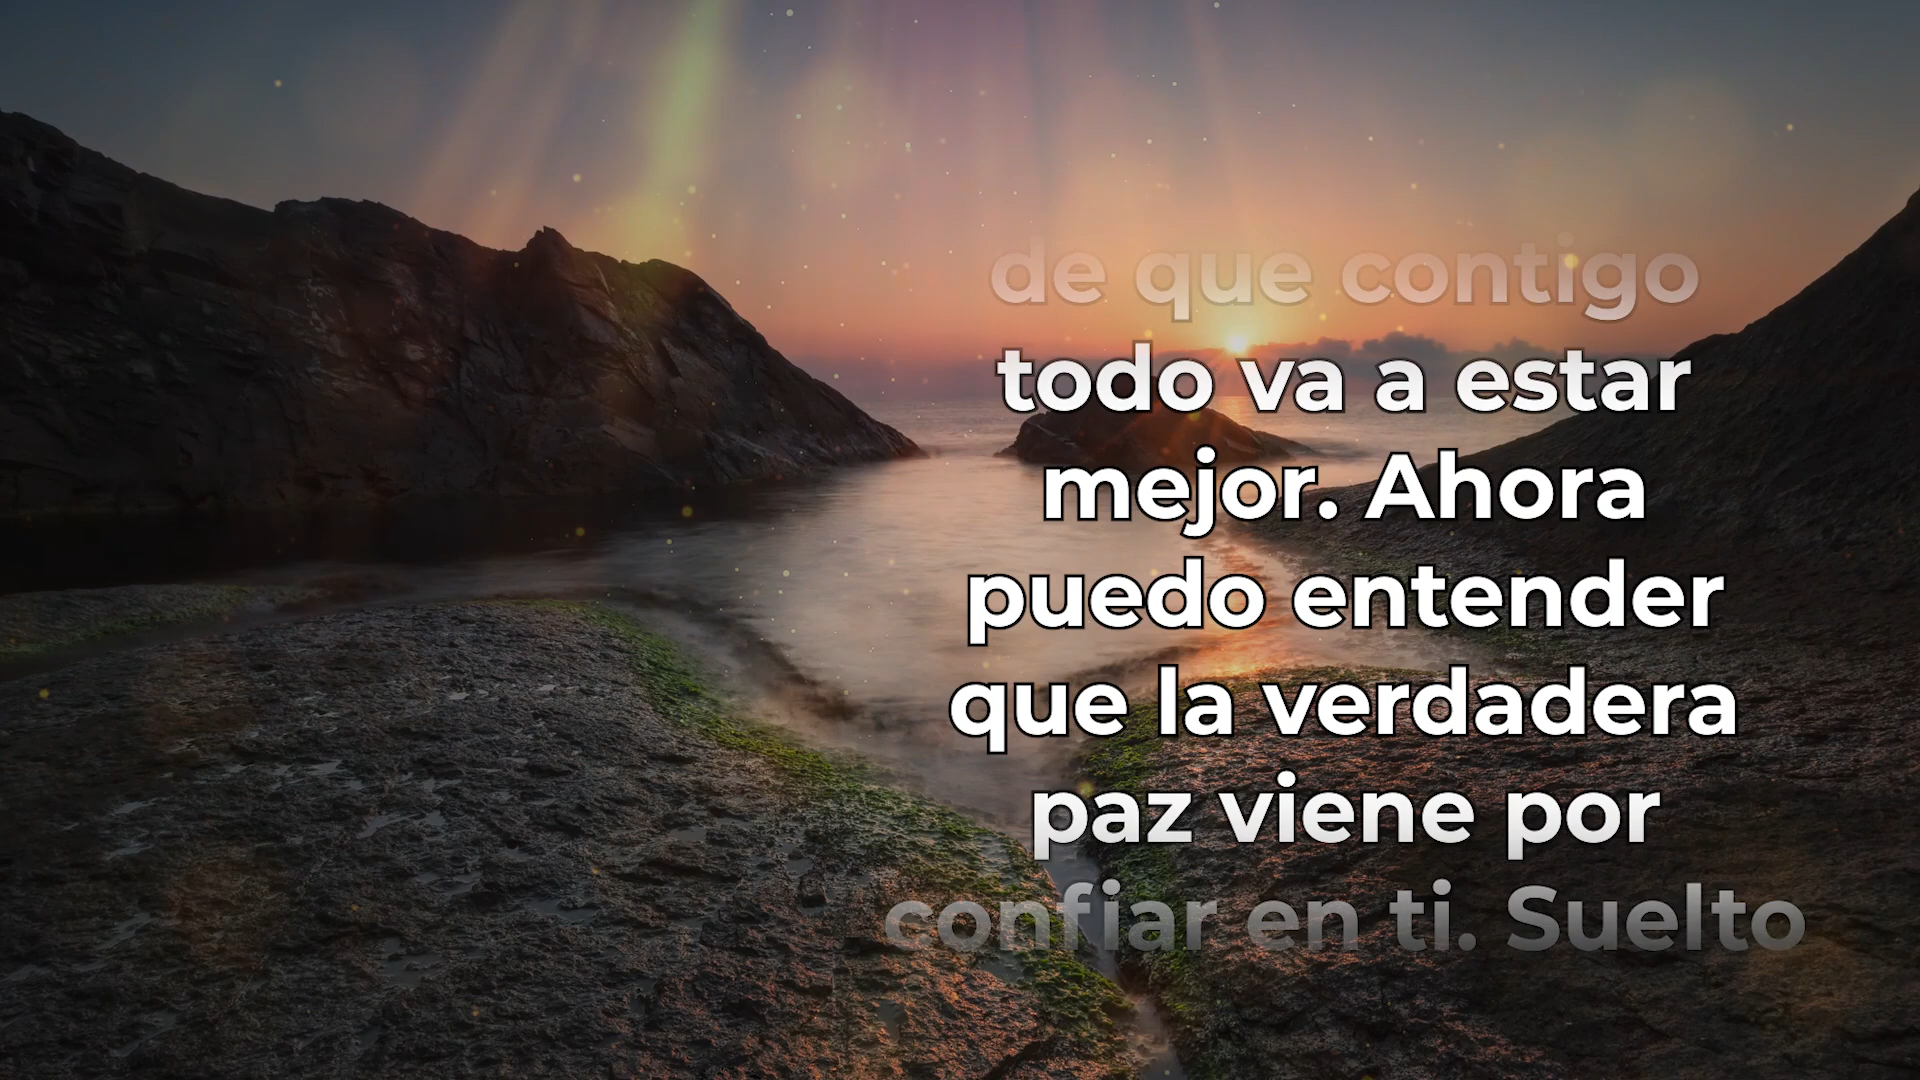 de que contigo
todo va a estar
mejor. Ahora
puedo entender
que la verdadera
paz viene por
confiar en ti. Suelto